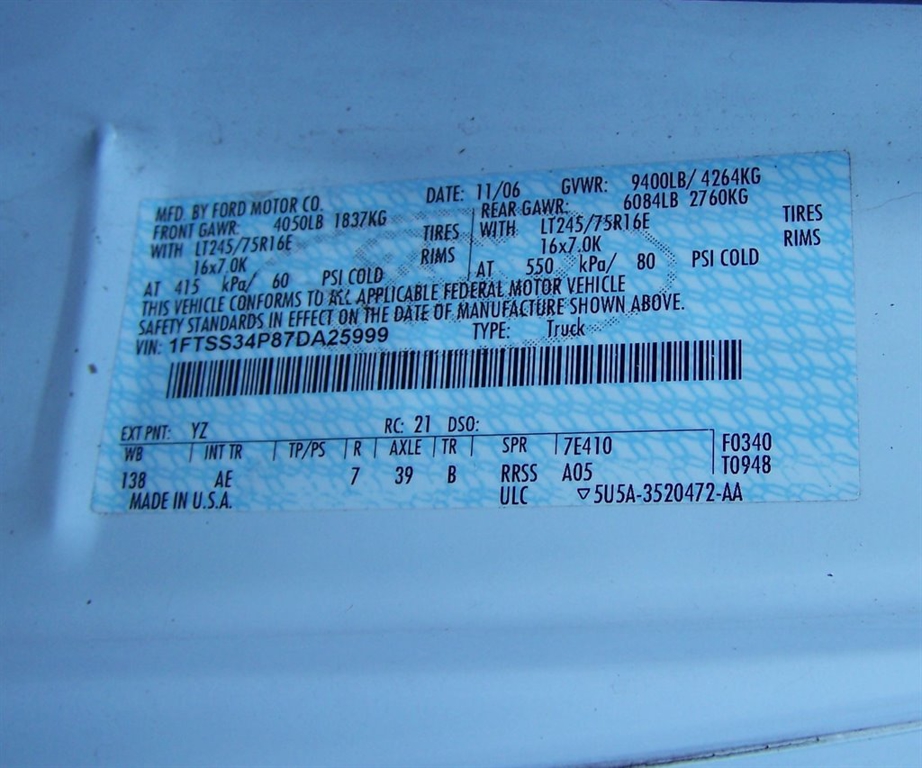 MFD. BY FORD MOTOR CO. DATE: 11/06 GVWR: 9400LB/ 4264KG
FRONT GAWR: 4050LB 1837KG REAR GAWR: 6084LB 2760KG
WITH LT245/75R16E TIRES WITH LT245/75R16E TIRES
16x7.0K RIMS 16x7.0K RIMS
AT 415 kPa/ 60 PSI COLD AT 550 kPa/ 80 PSI COLD
THIS VEHICLE CONFORMS TO ALL APPLICABLE FEDERAL MOTOR VEHICLE
SAFETY STANDARDS IN EFFECT ON THE DATE OF MANUFACTURE SHOWN ABOVE.
VIN: 1FTSS34P87DA25999 TYPE: Truck
EXT PNT: YZ RC: 21 DSO:
WB INT TR TP/PS R AXLE TR SPR 7E410 F0340
138 AE 7 39 B RRSS A05 T0948
MADE IN U.S.A. ULC ▽5U5A-3520472-AA